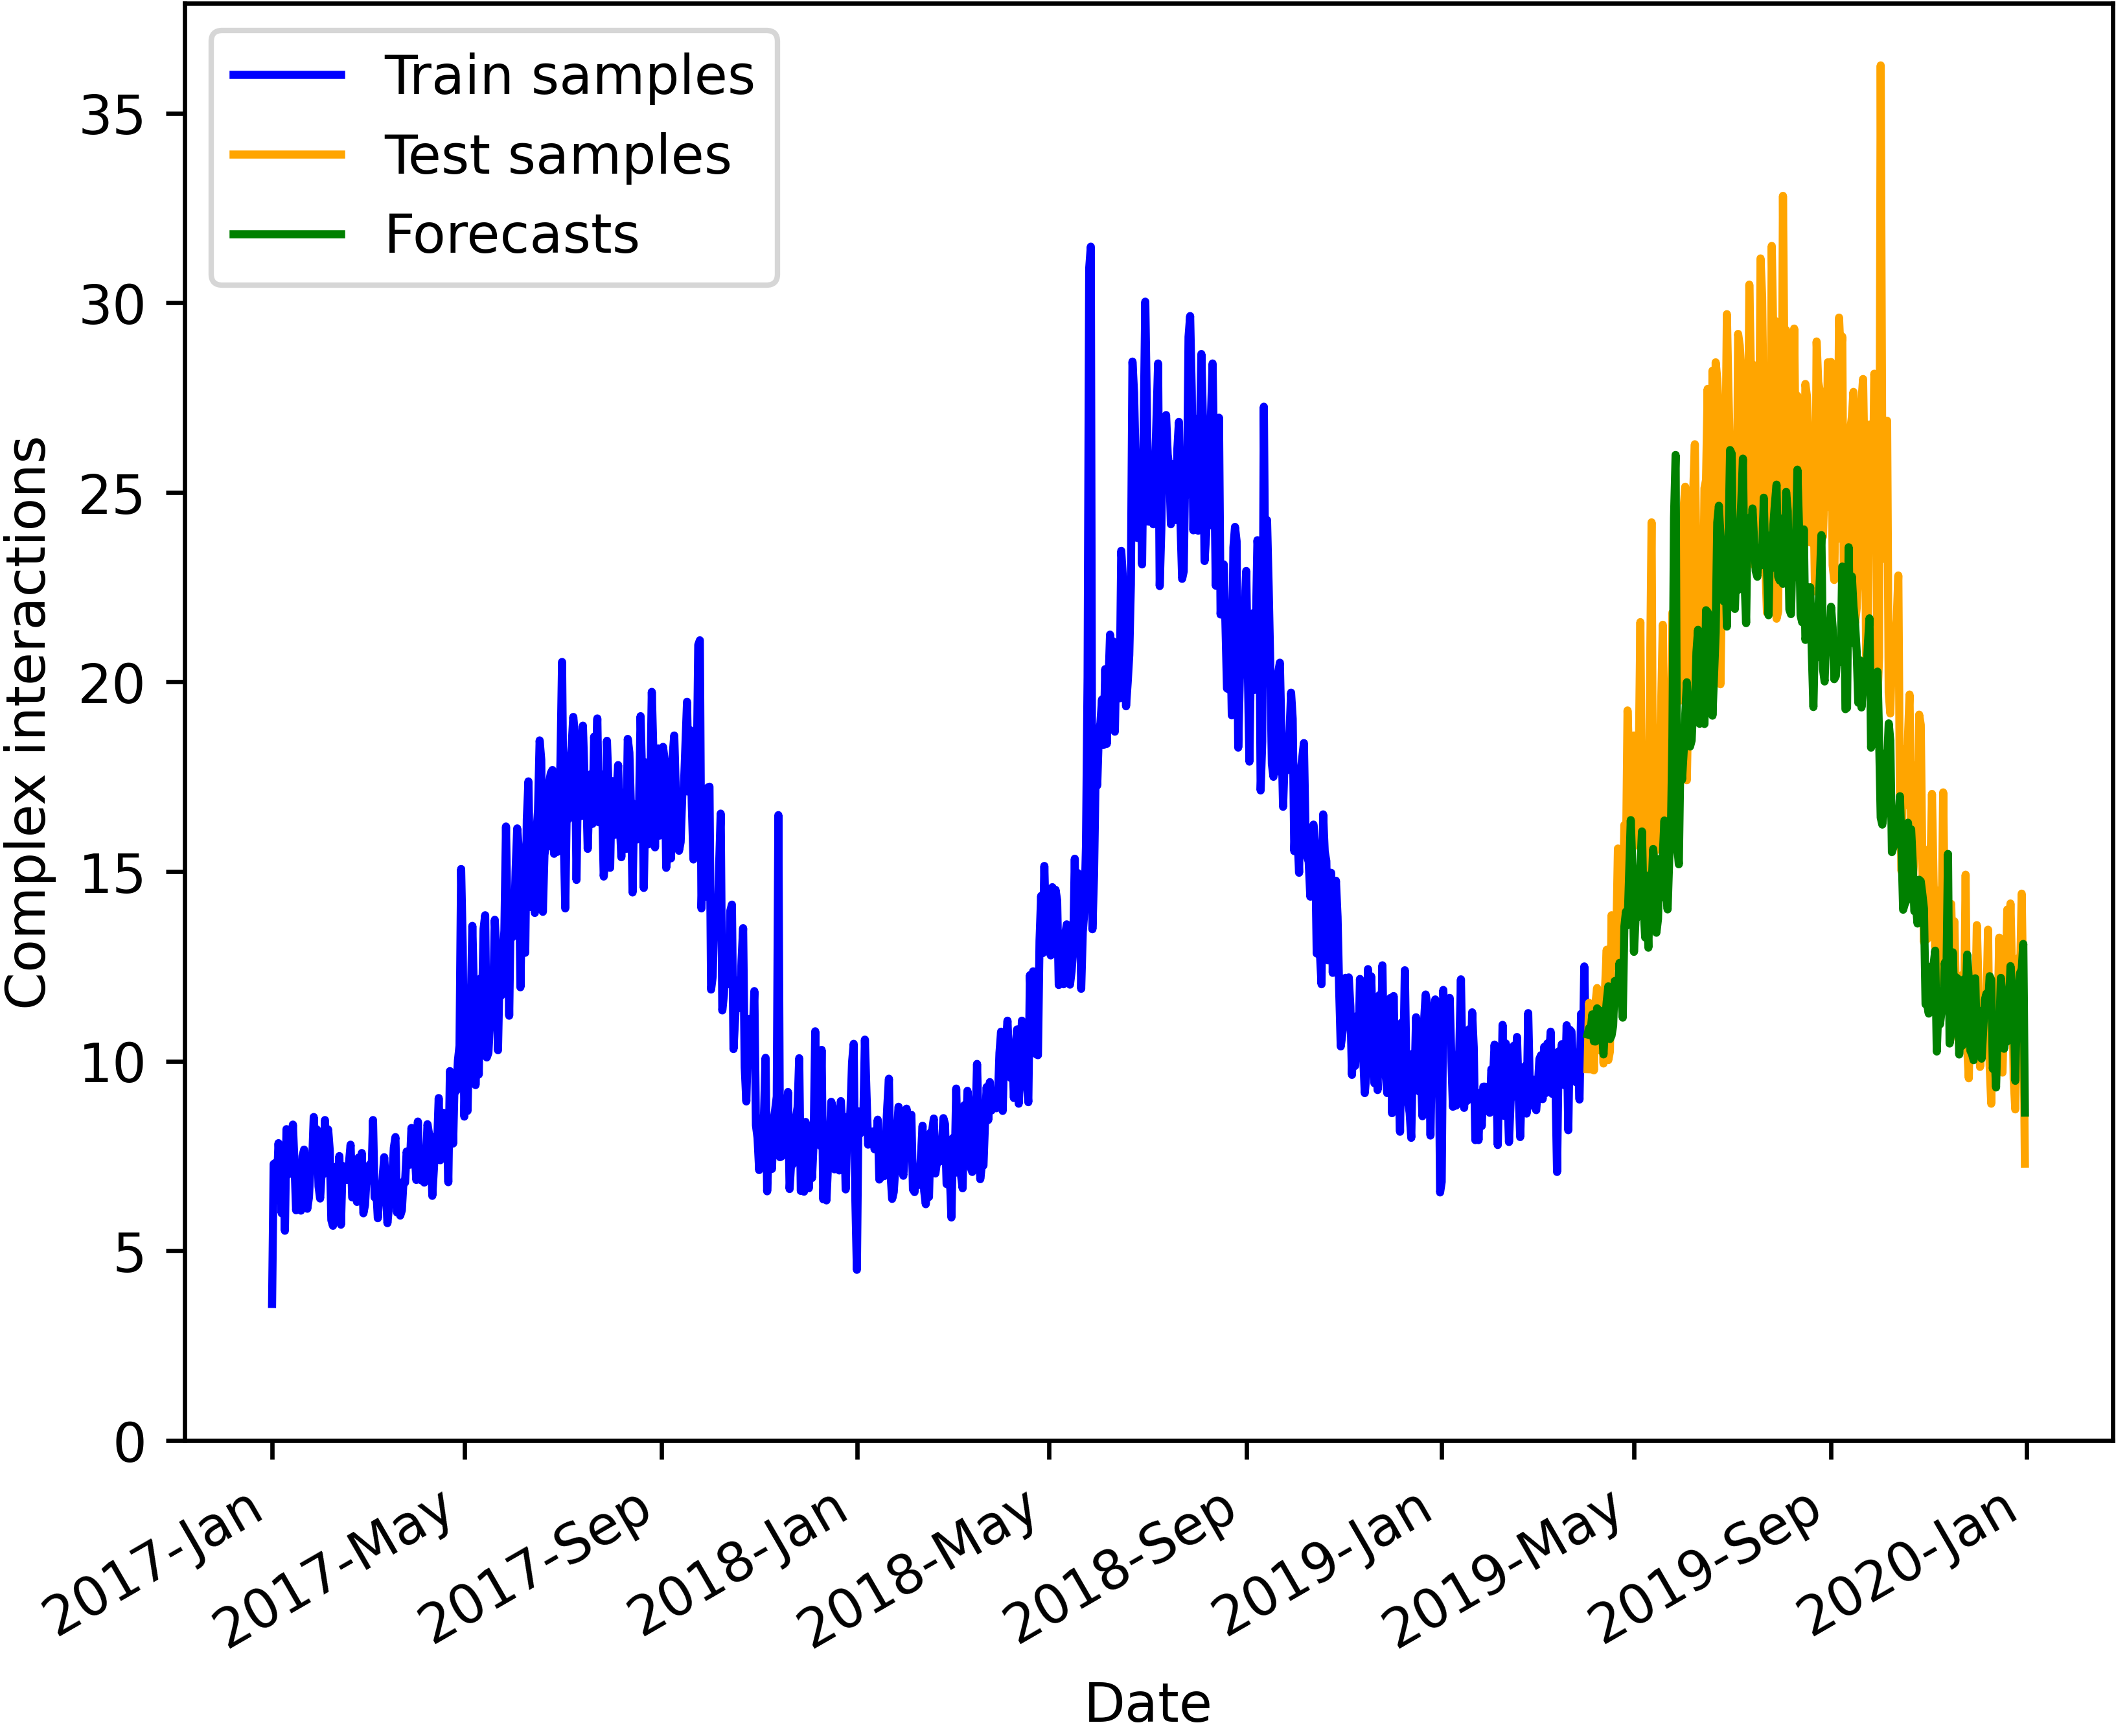 Train samples
Test samples
Forecasts
Complex interactions
35
30
25
20
15
10
5
0
2017-Jan
2017-May
2017-Sep
2018-Jan
2018-May
2018-Sep
2019-Jan
2019-May
2019-Sep
2020-Jan
Date